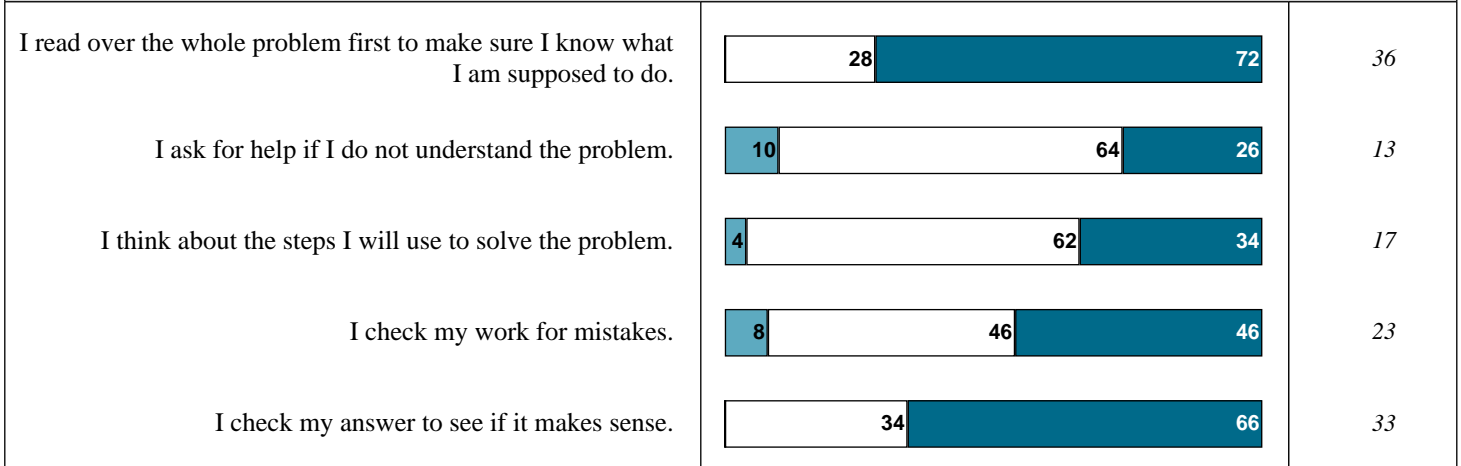 I read over the whole problem first to make sure I know what
I am supposed to do.
28 72 36
I ask for help if I do not understand the problem. 10 64 26 13
I think about the steps I will use to solve the problem. 4 62 34 17
I check my work for mistakes. 8 46 46 23
I check my answer to see if it makes sense. 34 66 33